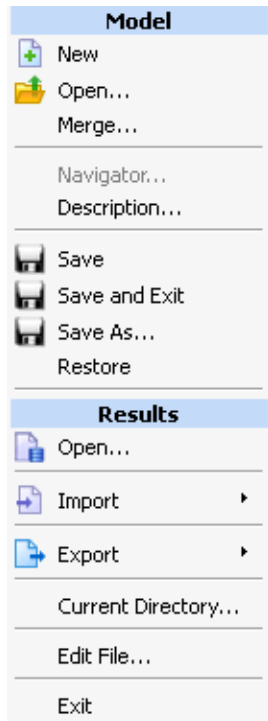 Model
New
Open...
Merge...
Navigator...
Description...
Save
Save and Exit
Save As...
Restore
Results
Open...
Import
Export
Current Directory...
Edit File...
Exit